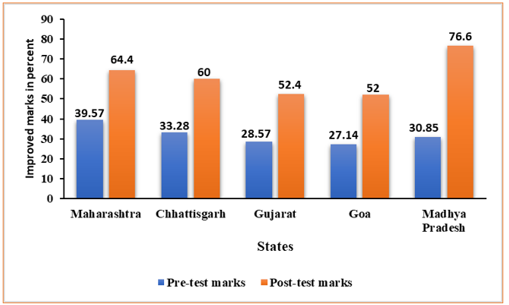 Improved marks in percent
90
80
70
60
50
40
30
20
10
0
39.57
64.4
33.28
60
28.57
52.4
27.14
52
30.85
76.6
Maharashtra
Chhattisgarh
Gujarat
Goa
Madhya
Pradesh
States
Pre-test marks
Post-test marks